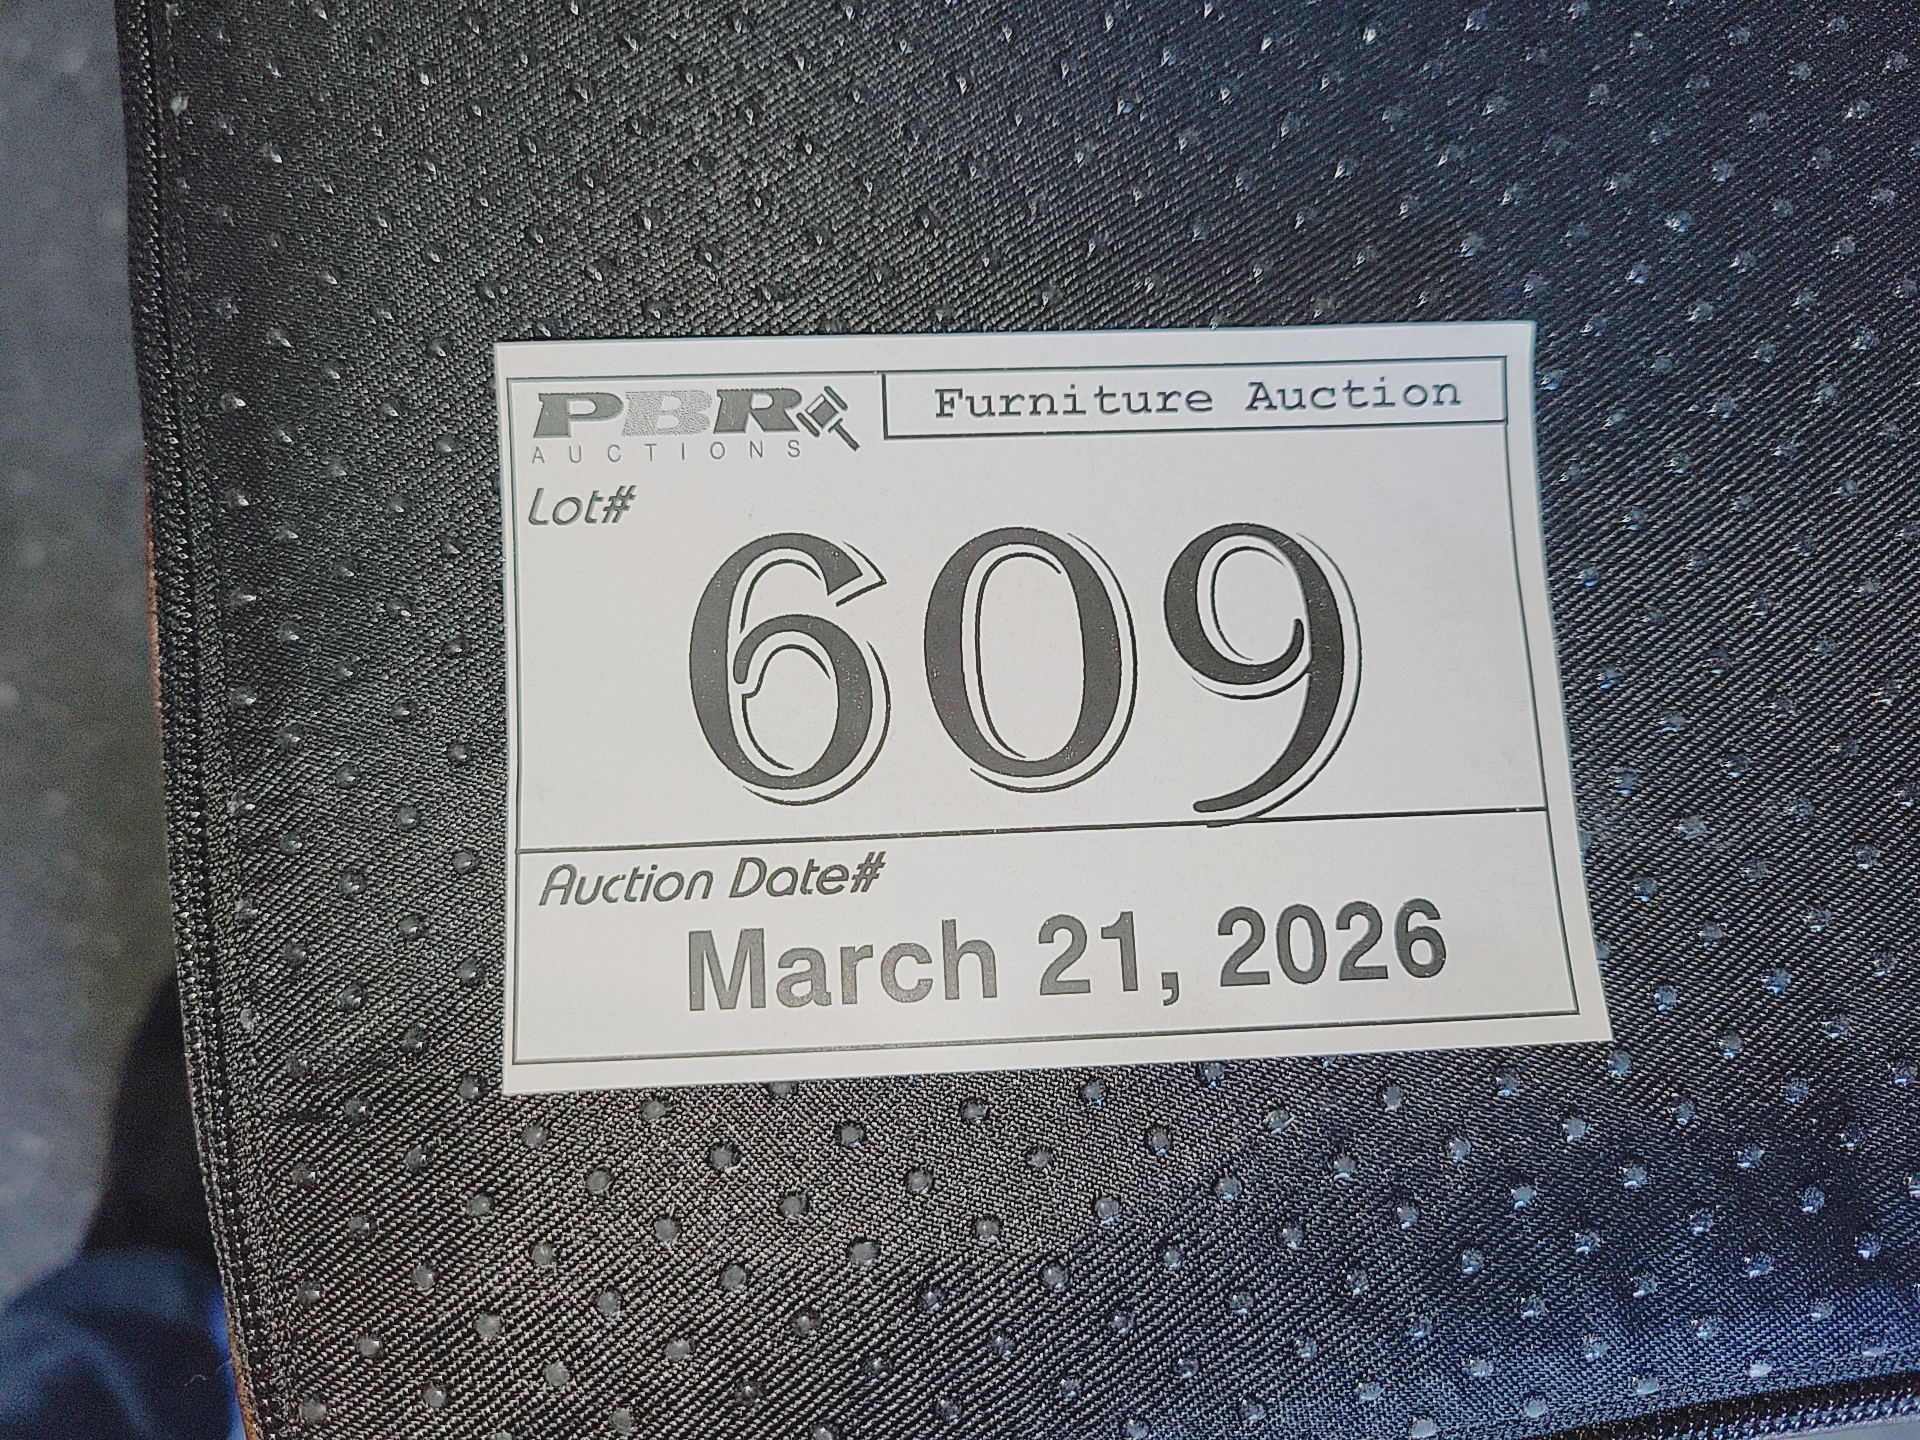 PBR
AUCTIONS
Furniture Auction
Lot#
609
Auction Date#
March 21, 2026